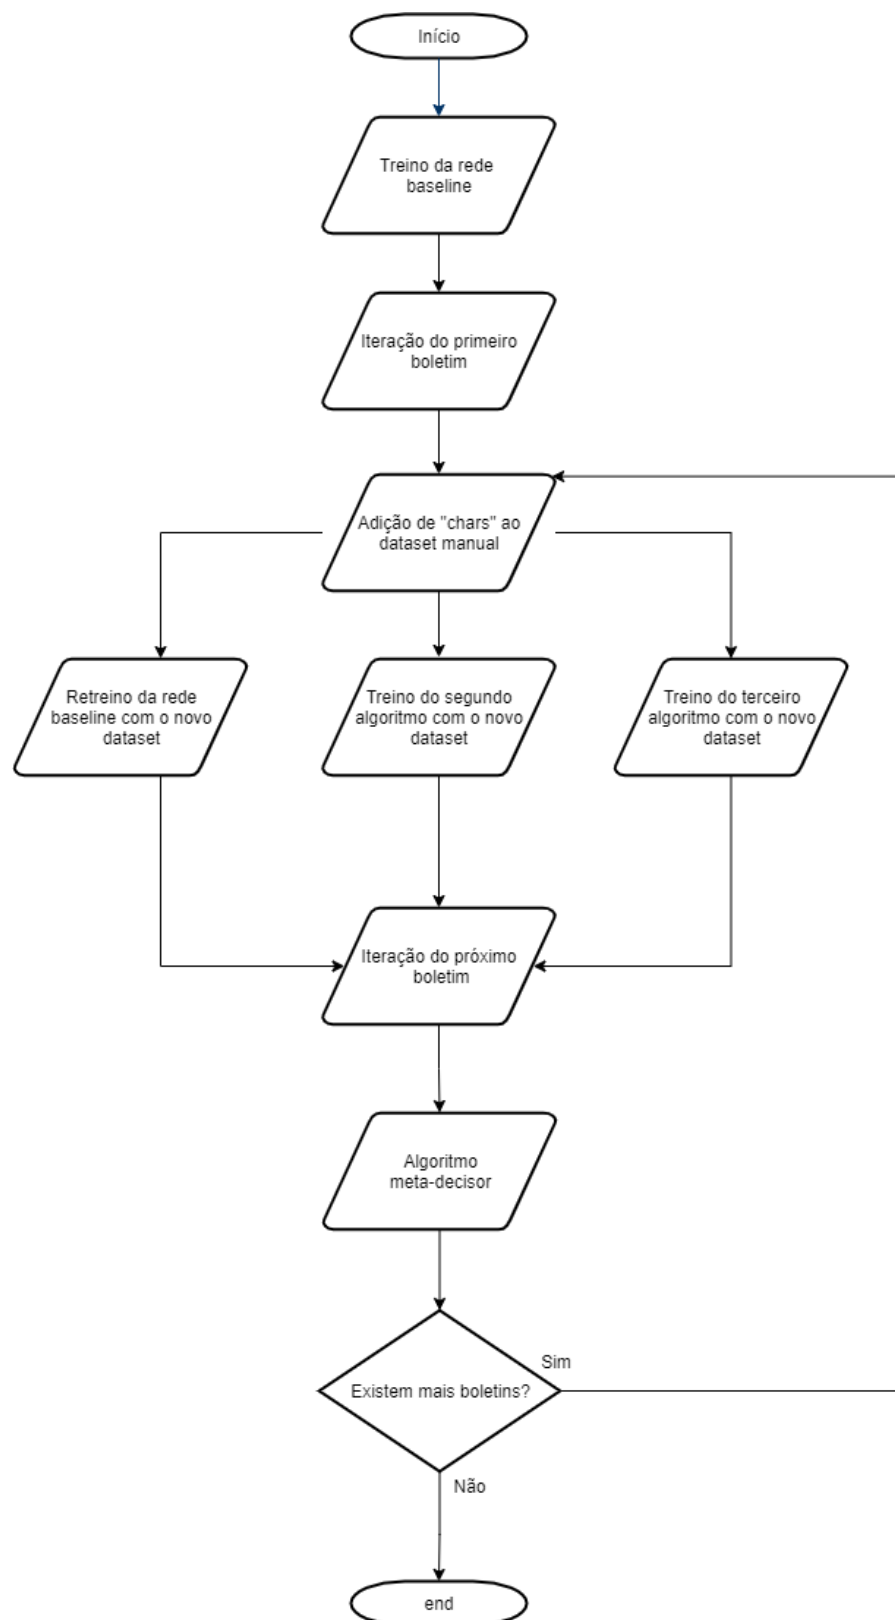 Início
Treino da rede
baseline
Iteração do primeiro
boletim
Adição de "chars" ao
dataset manual
Retreino da rede
baseline com o novo
dataset
Treino do segundo
algoritmo com o novo
dataset
Treino do terceiro
algoritmo com o novo
dataset
Iteração do próximo
boletim
Algoritmo
meta-decisor
Existem mais boletins?
Sim
Não
end